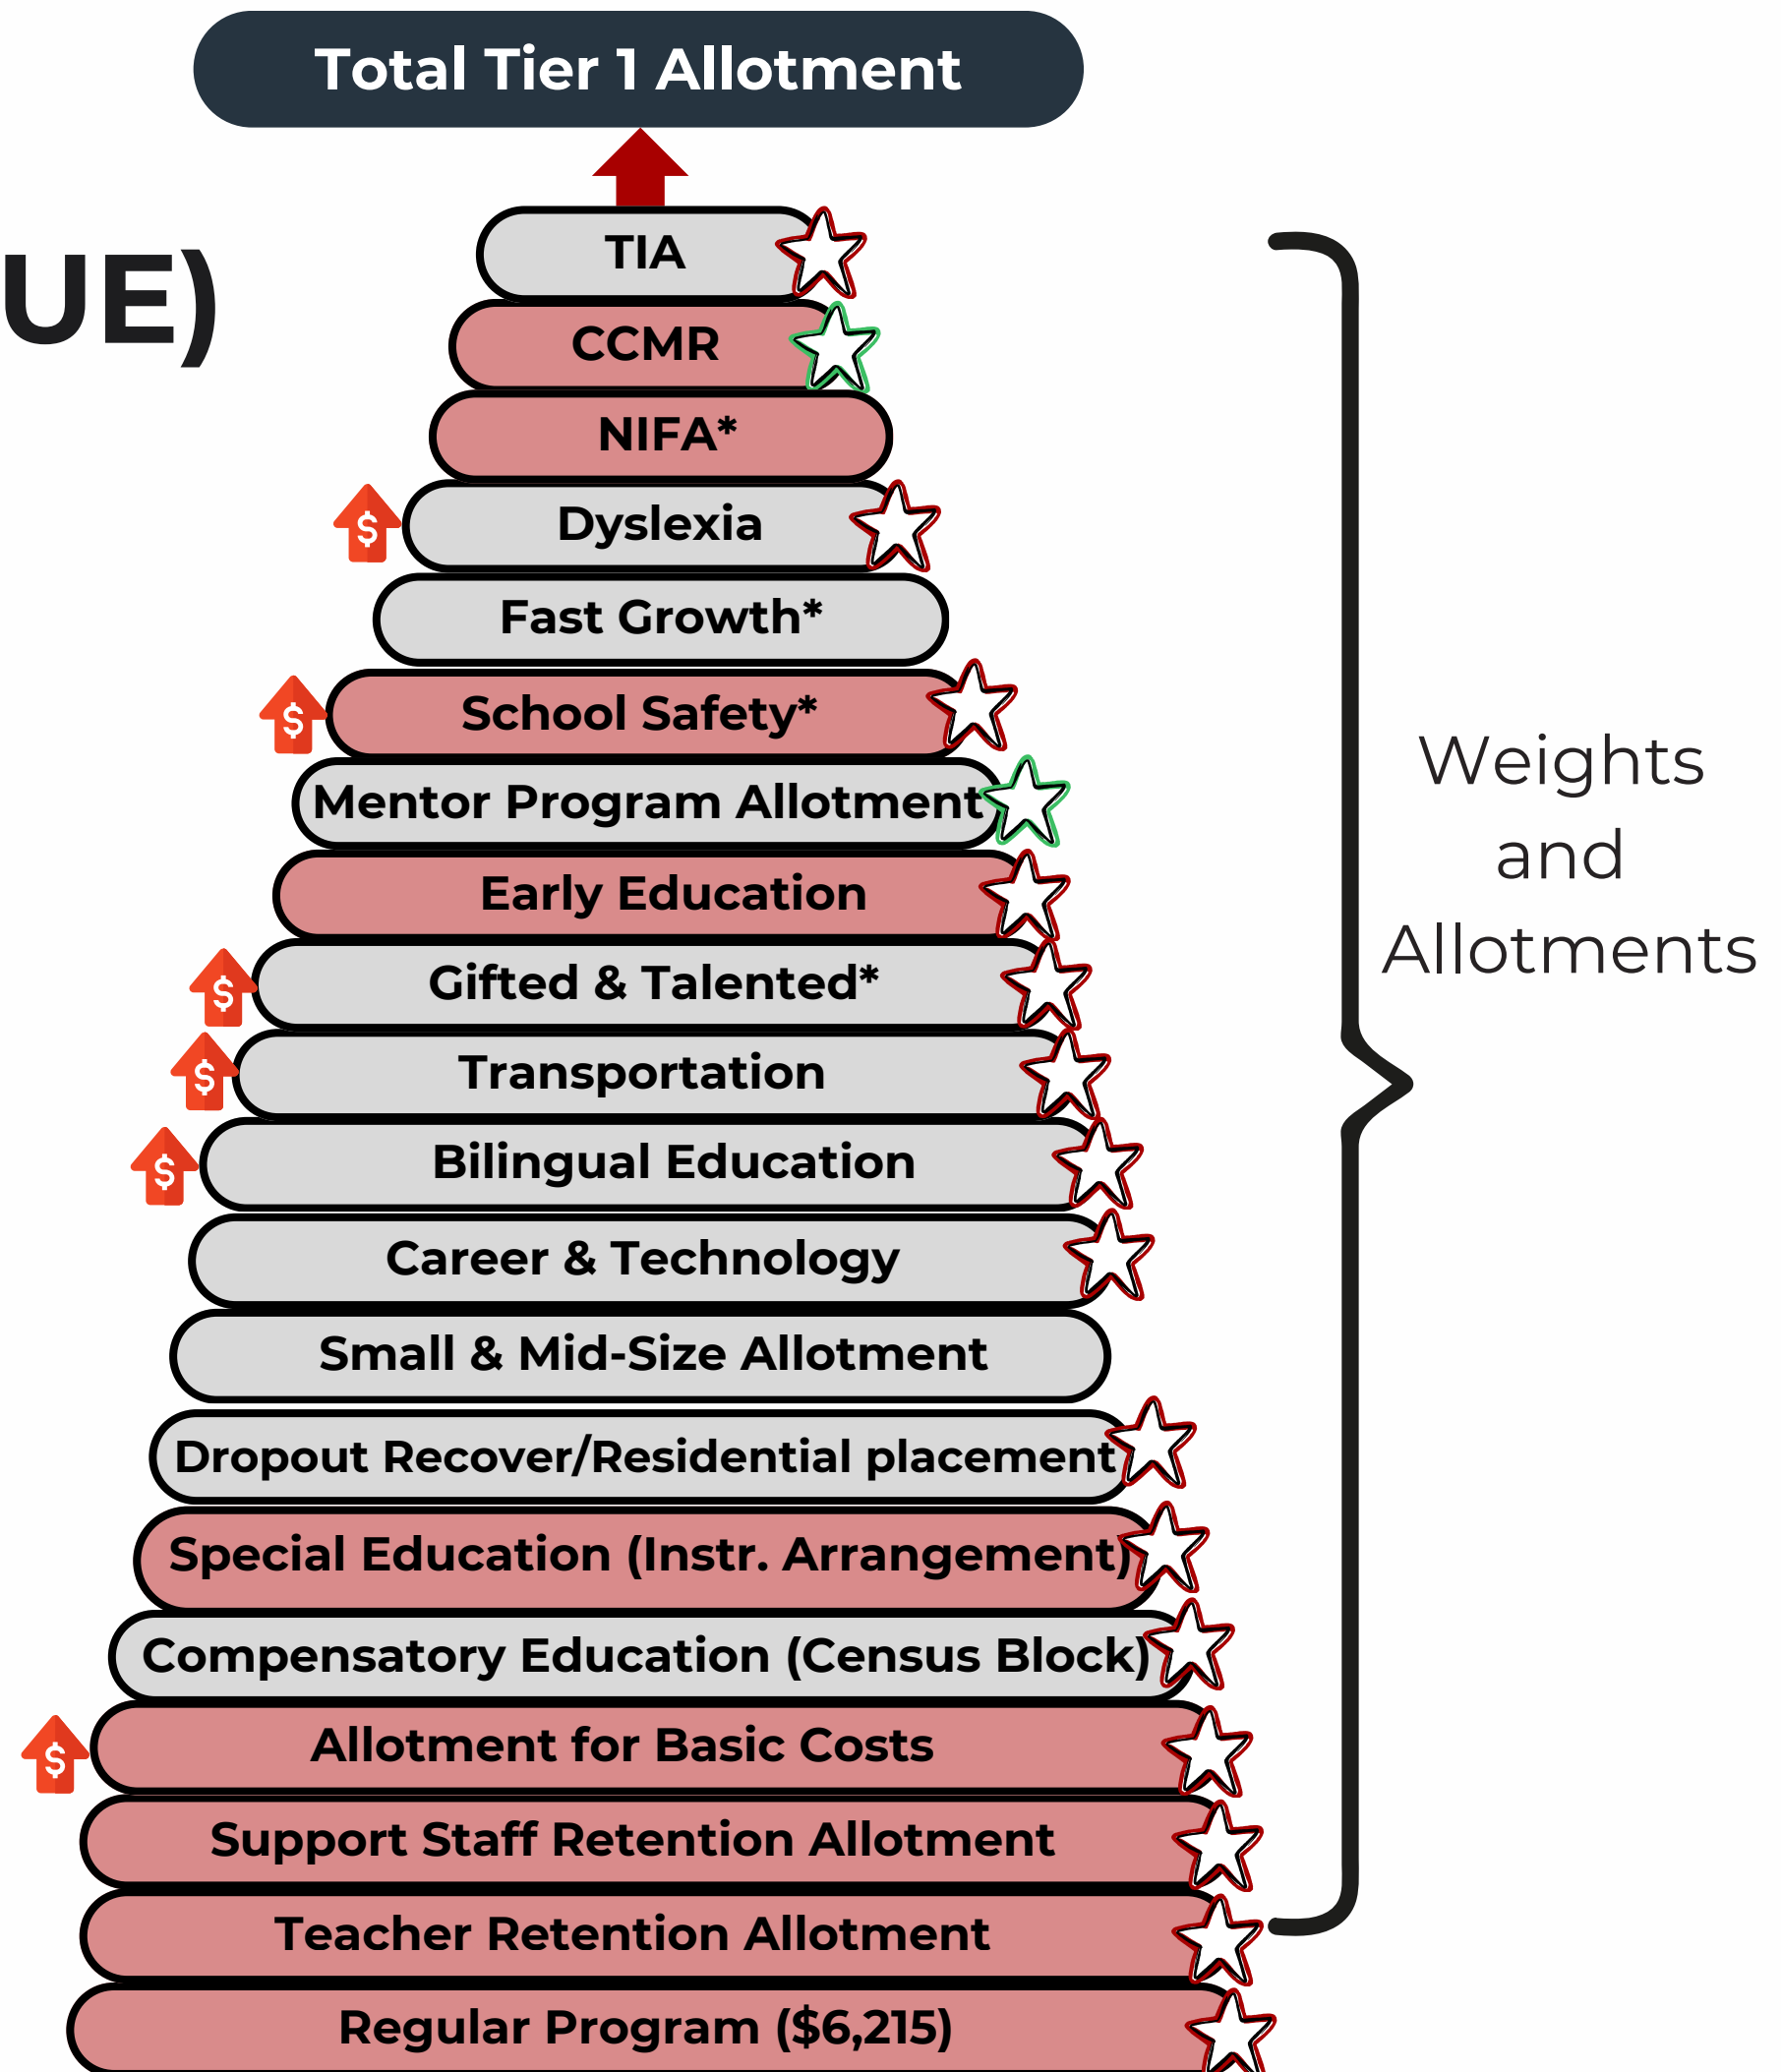 Total Tier 1 Allotment
UE)
TIA
CCMR
NIFA*
$
Dyslexia
Fast Growth*
$
School Safety*
Mentor Program Allotment
Early Education
$
Gifted & Talented*
$
Transportation
$
Bilingual Education
Career & Technology
Small & Mid-Size Allotment
Dropout Recover/Residential placement
Special Education (Instr. Arrangement)
Compensatory Education (Census Block)
$
Allotment for Basic Costs
Support Staff Retention Allotment
Teacher Retention Allotment
Regular Program ($6,215)
Weights
and
Allotments